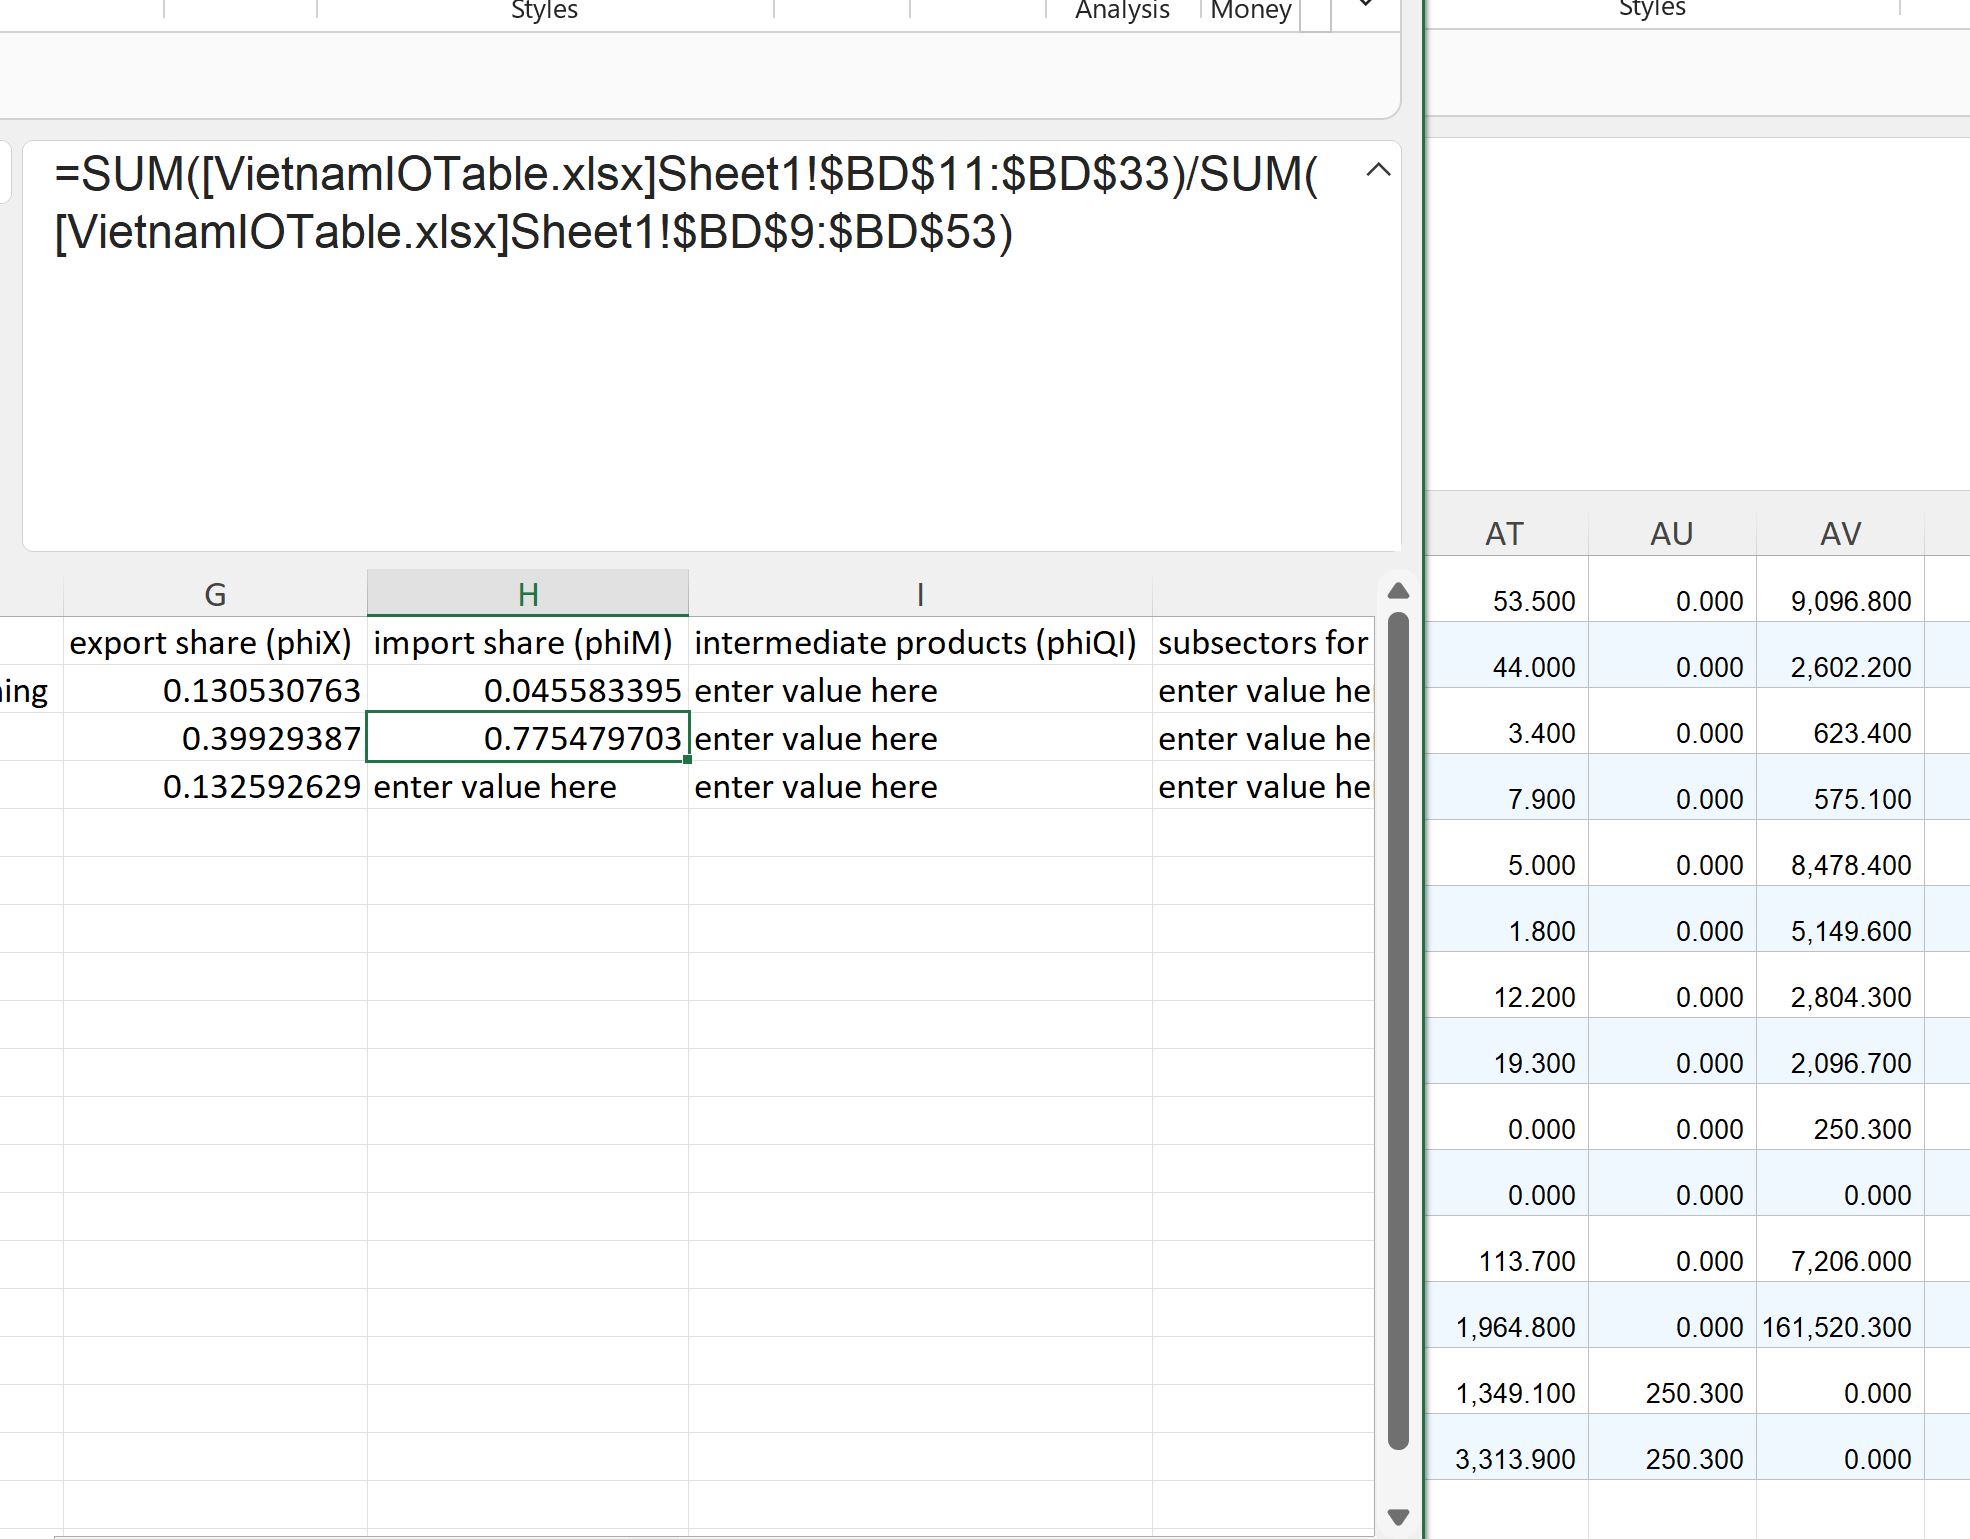 Styles
Analysis
Money
Styles
=SUM([VietnamIOTable.xlsx]Sheet1!$BD$11:$BD$33)/SUM(
[VietnamIOTable.xlsx]Sheet1!$BD$9:$BD$53)
G H I
export share (phiX) import share (phiM) intermediate products (phiQI) subsectors for
0.130530763 0.045583395 enter value here enter value
0.39929387 0.775479703 enter value here enter value
0.132592629 enter value here enter value here enter value
AT AU AV
53.500 0.000 9,096.800
44.000 0.000 2,602.200
3.400 0.000 623.400
7.900 0.000 575.100
5.000 0.000 8,478.400
1.800 0.000 5,149.600
12.200 0.000 2,804.300
19.300 0.000 2,096.700
0.000 0.000 250.300
0.000 0.000 0.000
113.700 0.000 7,206.000
1,964.800 0.000 161,520.300
1,349.100 250.300 0.000
3,313.900 250.300 0.000